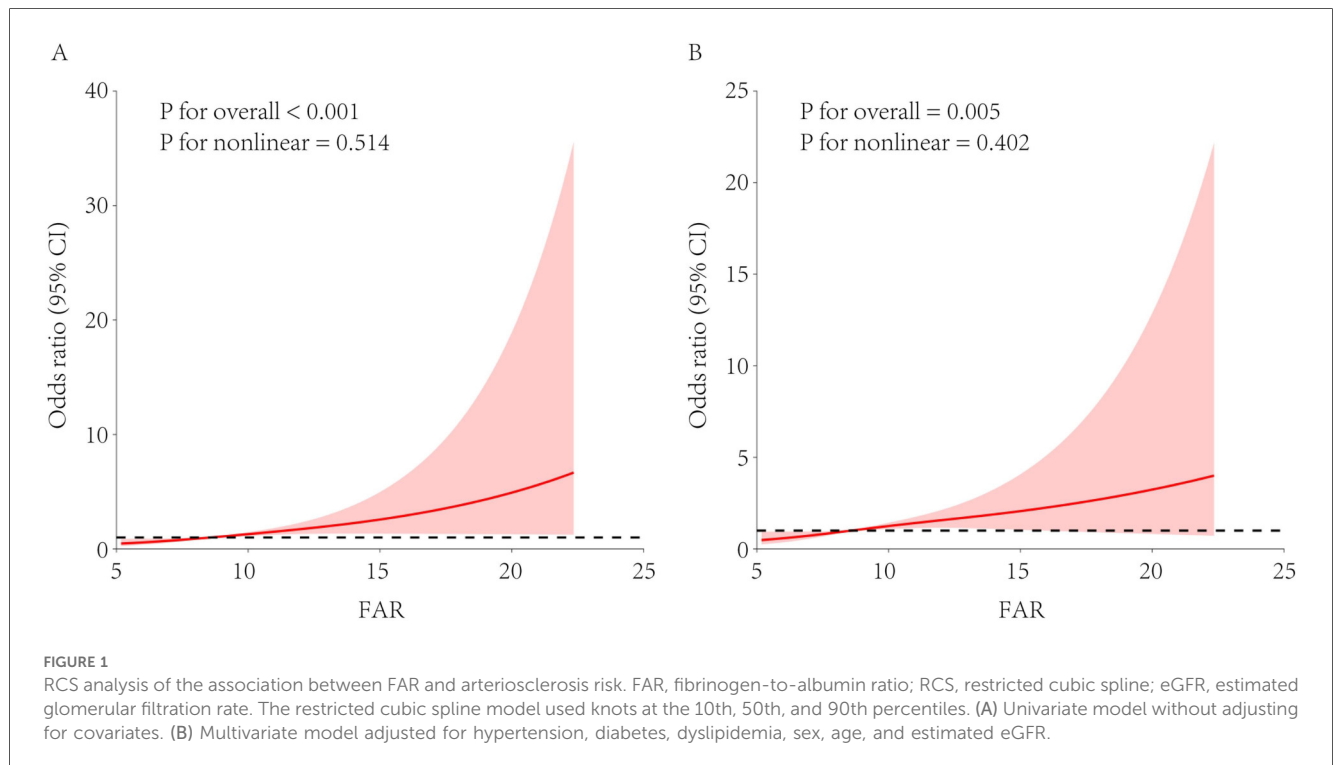 A
P for overall < 0.001
P for nonlinear = 0.514
Odds ratio (95% CI)
40
30
20
10
0
5
10
15
20
25
FAR
B
P for overall = 0.005
P for nonlinear = 0.402
Odds ratio (95% CI)
25
20
15
10
5
0
5
10
15
20
25
FAR
FIGURE 1
RCS analysis of the association between FAR and arteriosclerosis risk. FAR, fibrinogen-to-albumin ratio; RCS, restricted cubic spline; eGFR, estimated
glomerular filtration rate. The restricted cubic spline model used knots at the 10th, 50th, and 90th percentiles. (A) Univariate model without adjusting
for covariates. (B) Multivariate model adjusted for hypertension, diabetes, dyslipidemia, sex, age, and estimated eGFR.